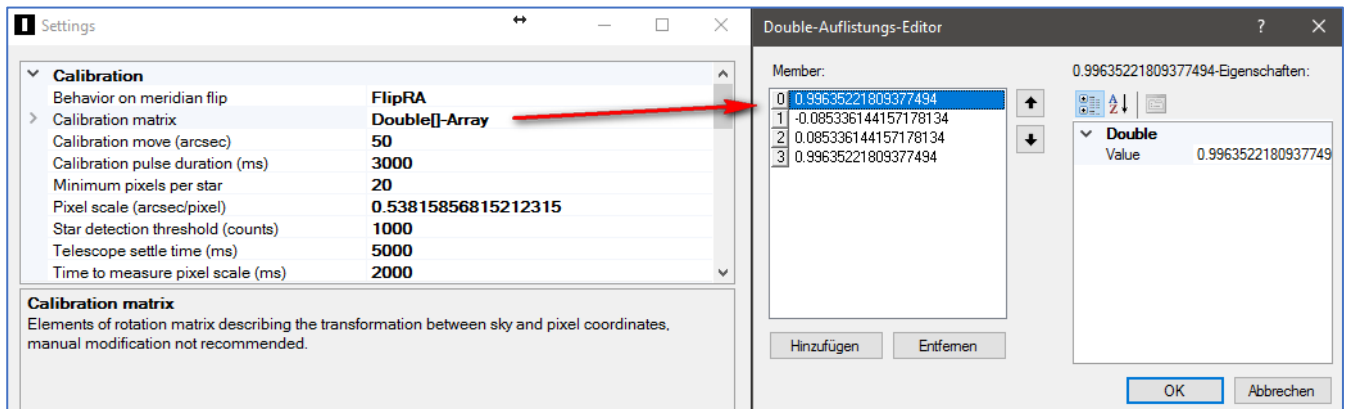 Settings
Calibration
Behavior on meridian flip FlipRA
Calibration matrix Double[]-Array
Calibration move (arcsec) 50
Calibration pulse duration (ms) 3000
Minimum pixels per star 20
Pixel scale (arcsec/pixel) 0.53815856815212315
Star detection threshold (counts) 1000
Telescope settle time (ms) 5000
Time to measure pixel scale (ms) 2000
Calibration matrix
Elements of rotation matrix describing the transformation between sky and pixel coordinates,
manual modification not recommended.
Double-Auflistungs-Editor
Member:
0 0.99635221809377494
1 -0.085336144157178134
2 0.085336144157178134
3 0.99635221809377494
Hinzufügen Entfernen
0.99635221809377494-Eigenschaften:
Double
Value 0.9963522180937749
OK Abbrechen